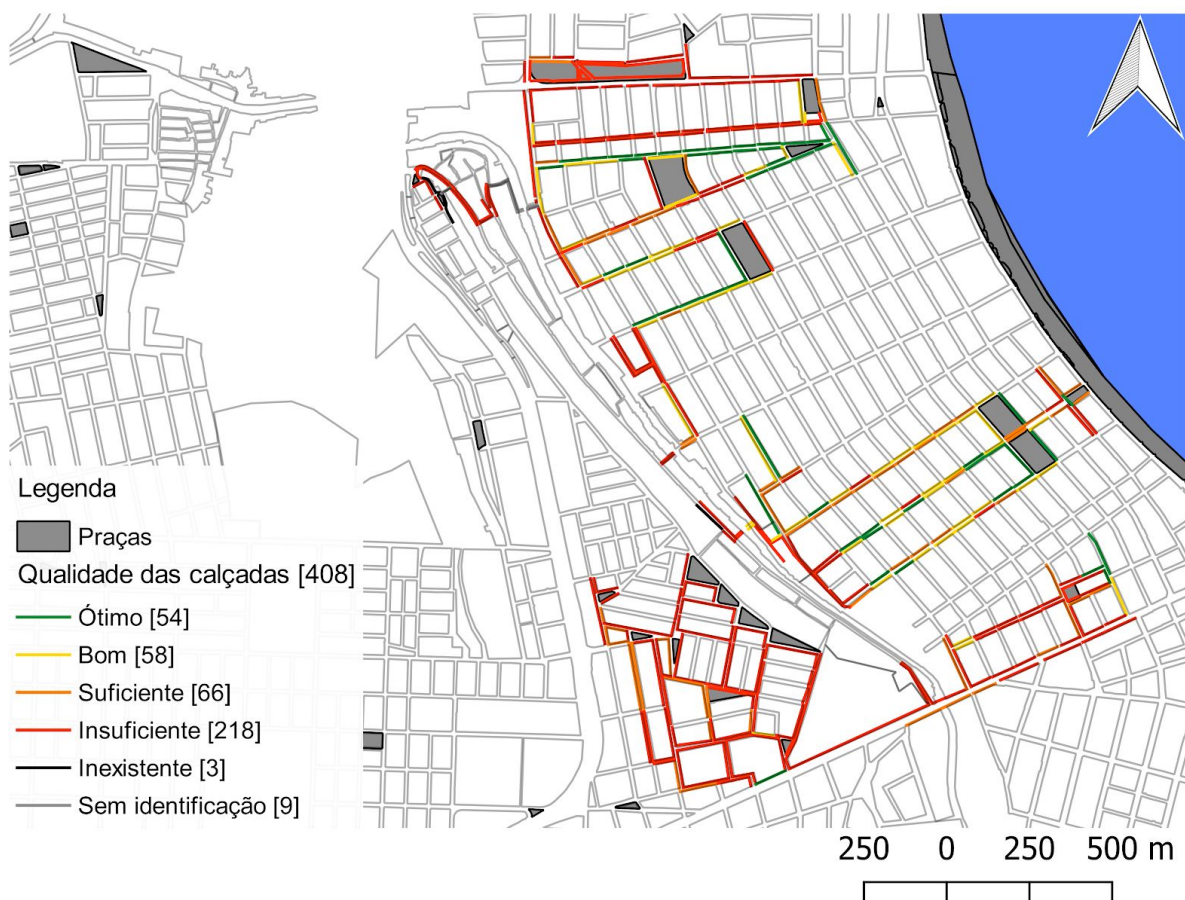 Legenda
Praças
Qualidade das calçadas [408]
Ótimo [54]
Bom [58]
Suficiente [66]
Insuficiente [218]
Inexistente [3]
Sem identificação [9]
250 0 250 500 m